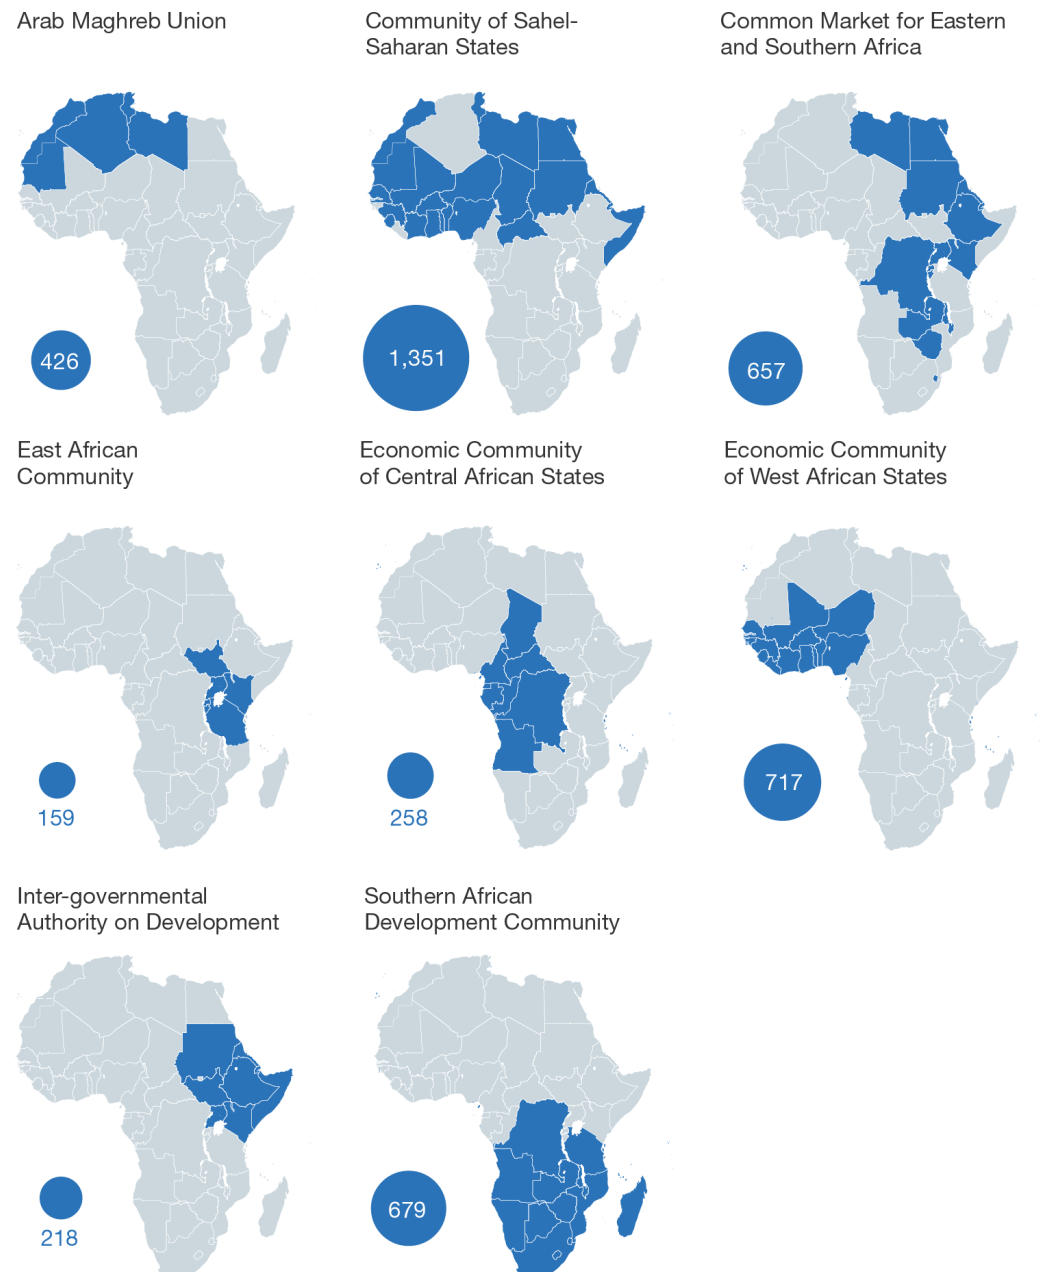 Arab Maghreb Union
Community of Sahel-
Saharan States
Common Market for Eastern
and Southern Africa
426
1,351
657
East African
Community
Economic Community
of Central African States
Economic Community
of West African States
159
258
717
Inter-governmental
Authority on Development
Southern African
Development Community
218
679